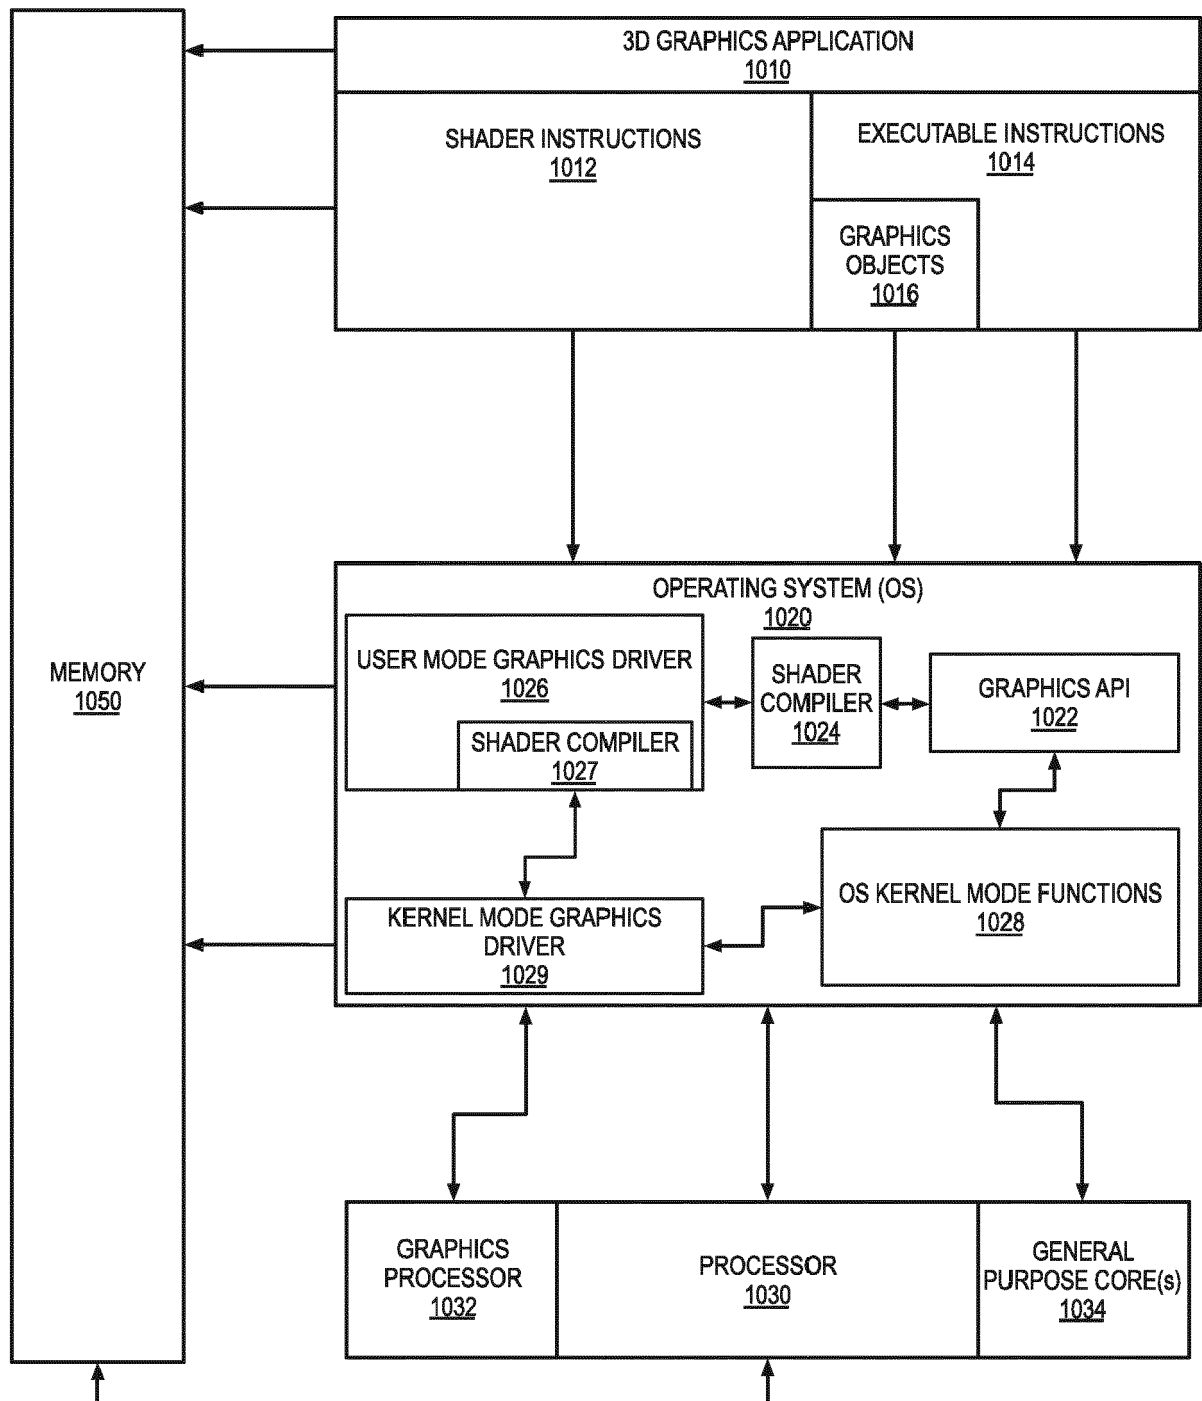 3D GRAPHICS APPLICATION
1010
SHADER INSTRUCTIONS
1012
EXECUTABLE INSTRUCTIONS
1014
GRAPHICS
OBJECTS
1016
MEMORY
1050
OPERATING SYSTEM (OS)
1020
USER MODE GRAPHICS DRIVER
1026
SHADER COMPILER
1027
SHADER
COMPILER
1024
GRAPHICS API
1022
KERNEL MODE GRAPHICS
DRIVER
1029
OS KERNEL MODE FUNCTIONS
1028
GRAPHICS
PROCESSOR
1032
PROCESSOR
1030
GENERAL
PURPOSE CORE(s)
1034